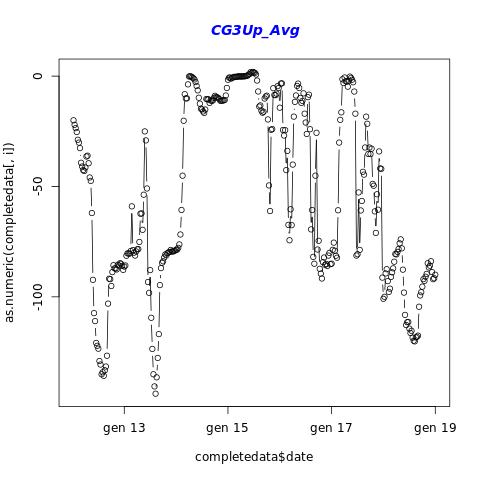 CG3Up_Avg
as.numeric(completedata[, i])
0
-50
-100
gen 13
gen 15
gen 17
gen 19
completedata$date